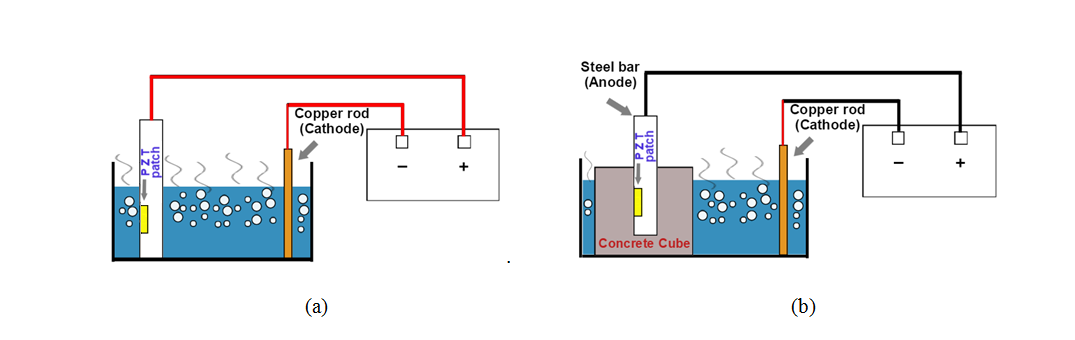 Copper rod
(Cathode)
PZT
patch
−
+
(a)
.
Steel bar
(Anode)
Copper rod
(Cathode)
PZT
patch
Concrete Cube
−
+
(b)